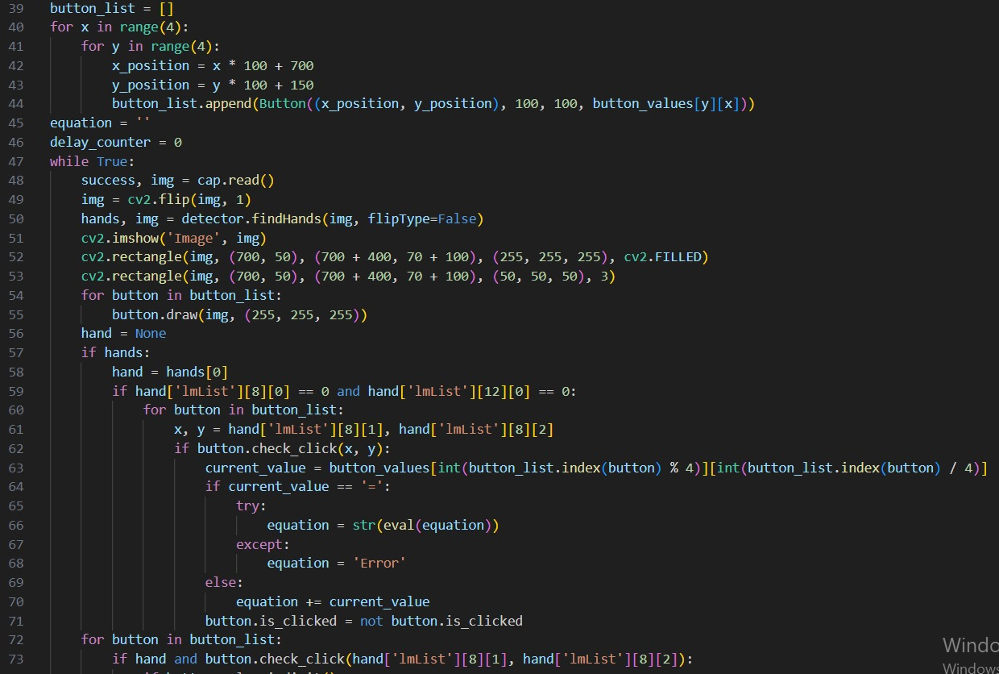 39 button_list = []
40 for x in range(4):
41     for y in range(4):
42         x_position = x * 100 + 700
43         y_position = y * 100 + 150
44         button_list.append(Button((x_position, y_position), 100, 100, button_values[y][x]))
45 equation = ''
46 delay_counter = 0
47 while True:
48     success, img = cap.read()
49     img = cv2.flip(img, 1)
50     hands, img = detector.findHands(img, flipType=False)
51     cv2.imshow('Image', img)
52     cv2.rectangle(img, (700, 50), (700 + 400, 70 + 100), (255, 255, 255), cv2.FILLED)
53     cv2.rectangle(img, (700, 50), (700 + 400, 70 + 100), (50, 50, 50), 3)
54     for button in button_list:
55         button.draw(img, (255, 255, 255))
56     hand = None
57     if hands:
58         hand = hands[0]
59         if hand['lmList'][8][0] == 0 and hand['lmList'][12][0] == 0:
60             for button in button_list:
61                 x, y = hand['lmList'][8][1], hand['lmList'][8][2]
62                 if button.check_click(x, y):
63                     current_value = button_values[int(button_list.index(button) % 4)][int(button_list.index(button) / 4)]
64                     if current_value == '=':
65                         try:
66                             equation = str(eval(equation))
67                         except:
68                             equation = 'Error'
69                     else:
70                         equation += current_value
71                     button.is_clicked = not button.is_clicked
72     for button in button_list:
73         if hand and button.check_click(hand['lmList'][8][1], hand['lmList'][8][2]):
Windo
Windows